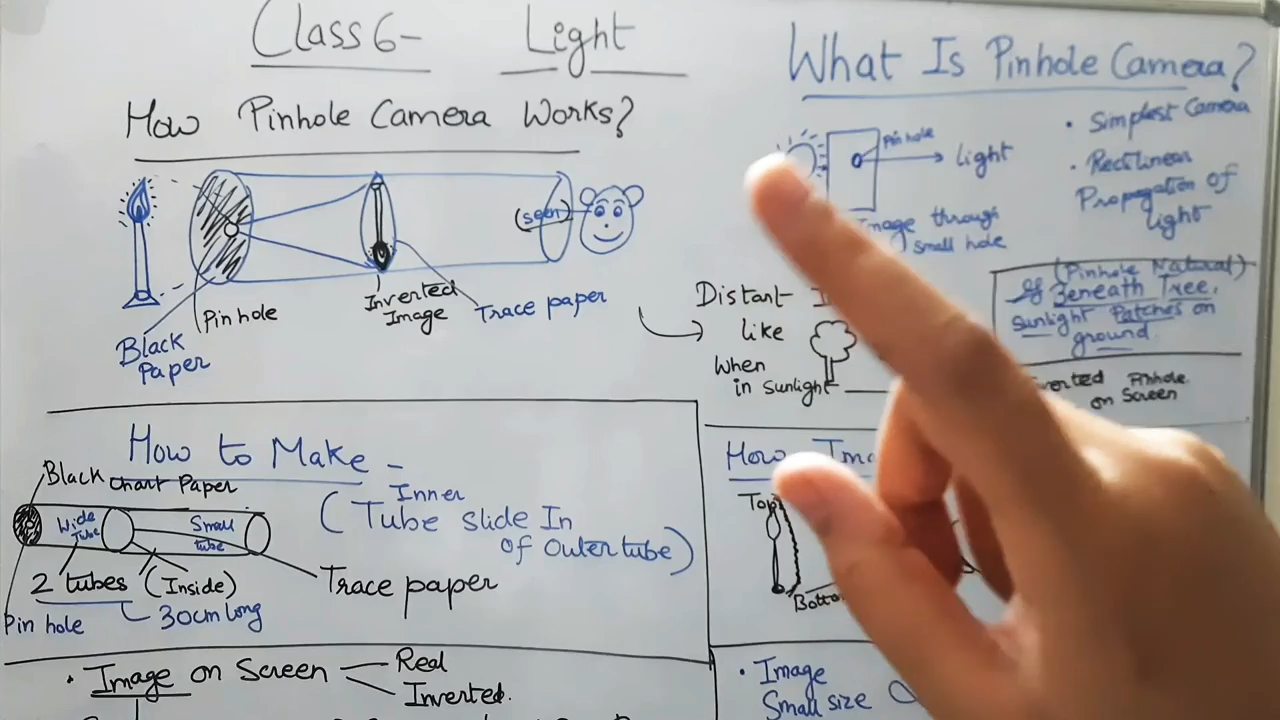 Class 6- Light
How Pinhole Camera Works?
(seen)
Pinhole
Inverted
Image
Trace paper
Black
Paper
What Is Pinhole Camera?
Pinhole
Light
• Simplest Camera
• Rectilinear
Propagation of
light
Image through
small hole
Distant
like
When
in sunlight
(Pinhole Natural)
Beneath Tree,
sunlight Patches on
ground.
Pinhole
on Screen
How to Make -
Black Chart Paper
Wide
Tube
Small
tube
(Inner
Tube slide In
of outer tube)
2 tubes (Inside)
30cm long
Trace paper
Pin hole
How
Top
• Image on Screen
Real
Inverted.
• Image
Small size